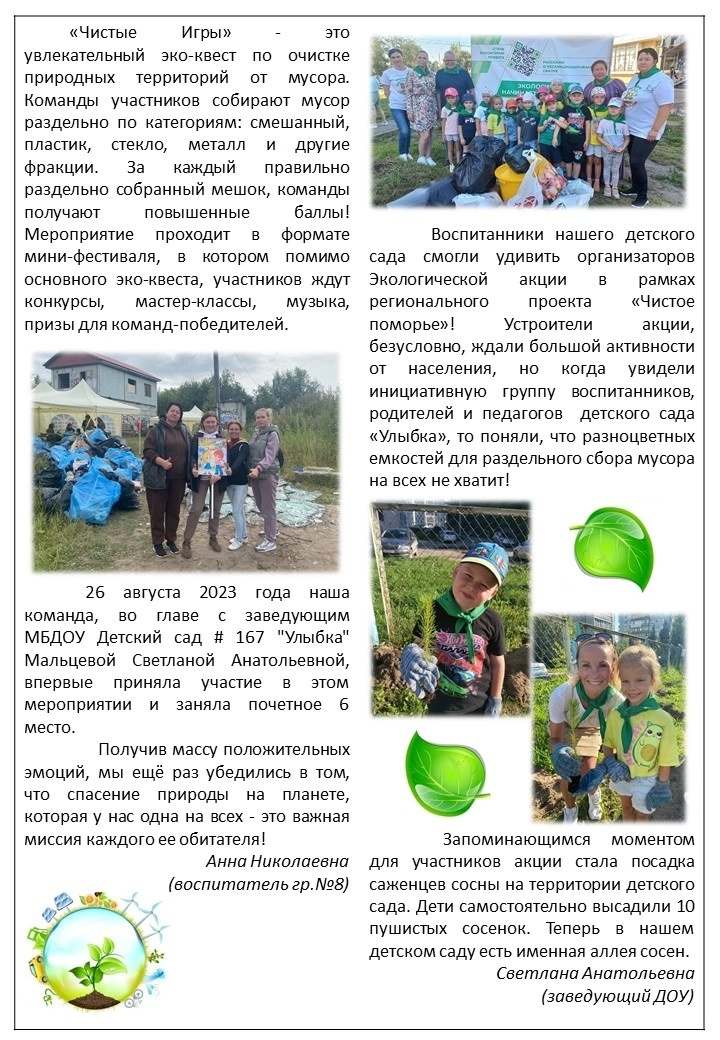 «Чистые Игры» - это
увлекательный эко-квест по очистке
природных территорий от мусора.
Команды участников собирают мусор
раздельно по категориям: смешанный,
пластик, стекло, металл и другие
фракции. За каждый правильно
раздельно собранный мешок, команды
получают повышенные баллы!
Мероприятие проходит в формате
мини-фестиваля, в котором помимо
основного эко-квеста, участников ждут
конкурсы, мастер-классы, музыка,
призы для команд-победителей.
26 августа 2023 года наша
команда, во главе с заведующим
МБДОУ Детский сад # 167 "Улыбка"
Мальцевой Светланой Анатольевной,
впервые приняла участие в этом
мероприятии и заняла почетное 6
место.
Получив массу положительных
эмоций, мы ещё раз убедились в том,
что спасение природы на планете,
которая у нас одна на всех - это важная
миссия каждого ее обитателя!
Анна Николаевна
(воспитатель гр.№8)
Воспитанники нашего детского
сада смогли удивить организаторов
Экологической акции в рамках
регионального проекта «Чистое
поморье»! Устроители акции,
безусловно, ждали большой активности
от населения, но когда увидели
инициативную группу воспитанников,
родителей и педагогов детского сада
«Улыбка», то поняли, что разноцветных
емкостей для раздельного сбора мусора
на всех не хватит!
Запоминающимся моментом
для участников акции стала посадка
саженцев сосны на территории детского
сада. Дети самостоятельно высадили 10
пушистых сосенок. Теперь в нашем
детском саду есть именная аллея сосен.
Светлана Анатольевна
(заведующий ДОУ)